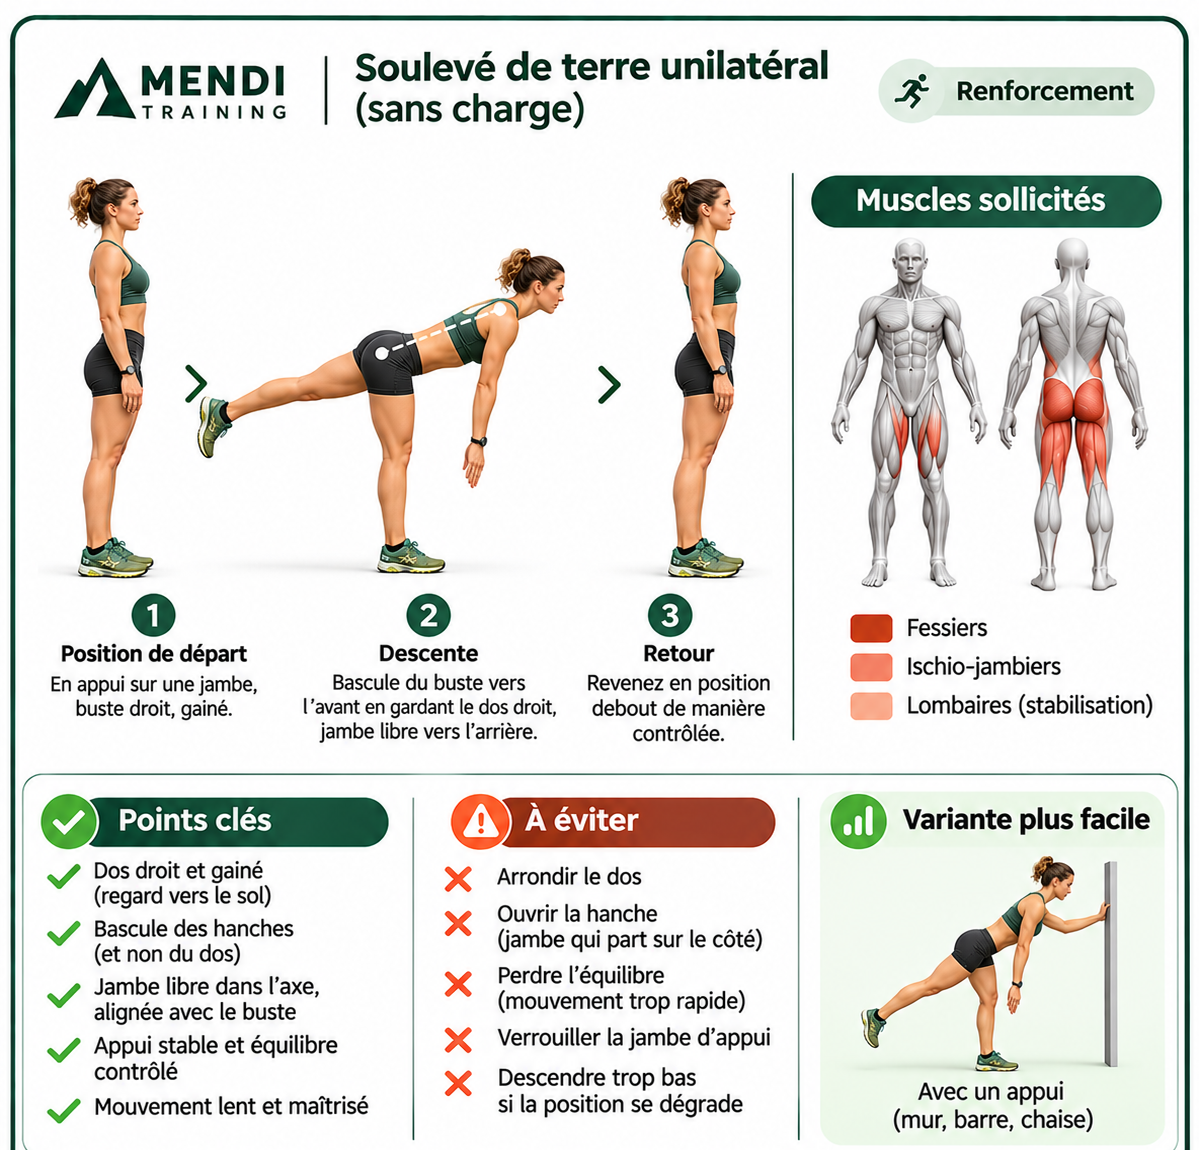 MENDI
TRAINING
Soulevé de terre unilatéral
(sans charge)
Renforcement
Muscles sollicités
1
Position de départ
En appui sur une jambe,
buste droit, gainé.
2
Descente
Bascule du buste vers
l'avant en gardant le dos droit,
jambe libre vers l'arrière.
3
Retour
Revenez en position
debout de manière
contrôlée.
Fessiers
Ischio-jambiers
Lombaires (stabilisation)
Points clés
Dos droit et gainé
(regard vers le sol)
Bascule des hanches
(et non du dos)
Jambe libre dans l'axe,
alignée avec le buste
Appui stable et équilibre
contrôlé
Mouvement lent et maîtrisé
À éviter
Arrondir le dos
Ouvrir la hanche
(jambe qui part sur le côté)
Perdre l'équilibre
(mouvement trop rapide)
Verrouiller la jambe d'appui
Descendre trop bas
si la position se dégrade
Variante plus facile
Avec un appui
(mur, barre, chaise)